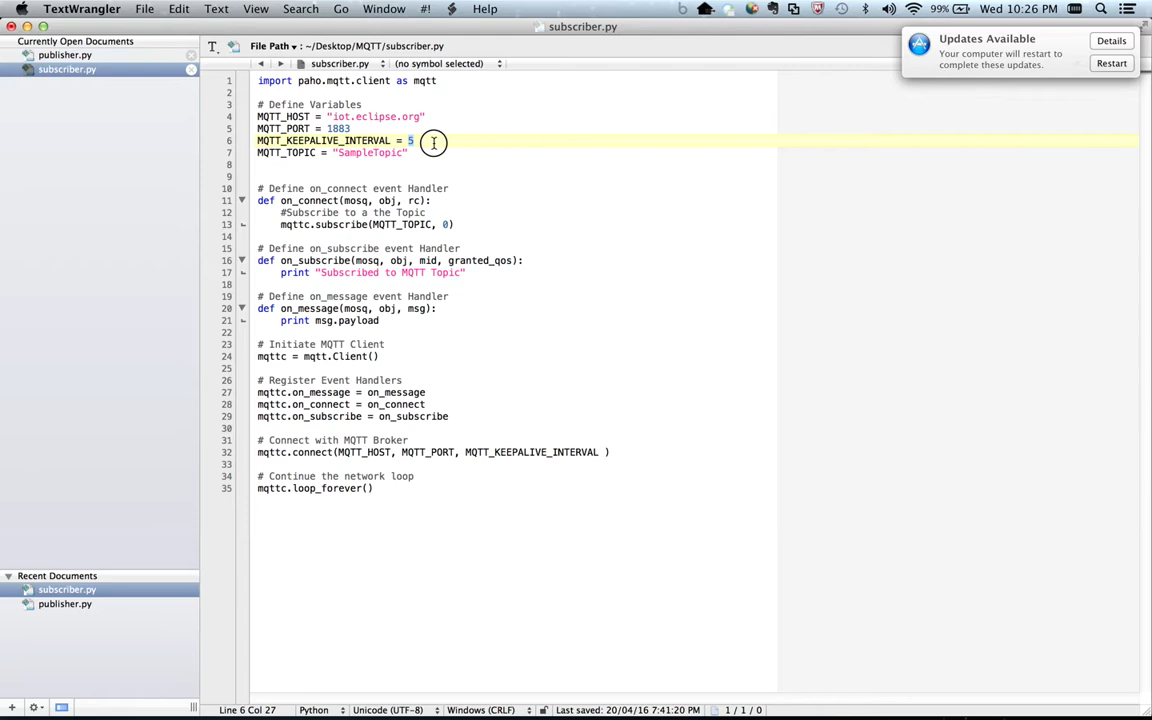 TextWrangler File Edit Text View Search Go Window #! Help 99% Wed 10:26 PM
subscriber.py
Currently Open Documents
publisher.py
subscriber.py
File Path ▾ : ~/Desktop/MQTT/subscriber.py
subscriber.py (no symbol selected)
Updates Available
Your computer will restart to
complete these updates.
Details
Restart
1 import paho.mqtt.client as mqtt
2
3 # Define Variables
4 MQTT_HOST = "iot.eclipse.org"
5 MQTT_PORT = 1883
6 MQTT_KEEPALIVE_INTERVAL = 5
7 MQTT_TOPIC = "SampleTopic"
8
9
10 # Define on_connect event Handler
11 def on_connect(mosq, obj, rc):
12 #Subscribe to a the Topic
13 mqttc.subscribe(MQTT_TOPIC, 0)
14
15 # Define on_subscribe event Handler
16 def on_subscribe(mosq, obj, mid, granted_qos):
17 print "Subscribed to MQTT Topic"
18
19 # Define on_message event Handler
20 def on_message(mosq, obj, msg):
21 print msg.payload
22
23 # Initiate MQTT Client
24 mqttc = mqtt.Client()
25
26 # Register Event Handlers
27 mqttc.on_message = on_message
28 mqttc.on_connect = on_connect
29 mqttc.on_subscribe = on_subscribe
30
31 # Connect with MQTT Broker
32 mqttc.connect(MQTT_HOST, MQTT_PORT, MQTT_KEEPALIVE_INTERVAL )
33
34 # Continue the network loop
35 mqttc.loop_forever()
Recent Documents
subscriber.py
publisher.py
Line 6 Col 27 Python Unicode (UTF-8) Windows (CRLF) Last saved: 20/04/16 7:41:20 PM 1 / 1 / 0